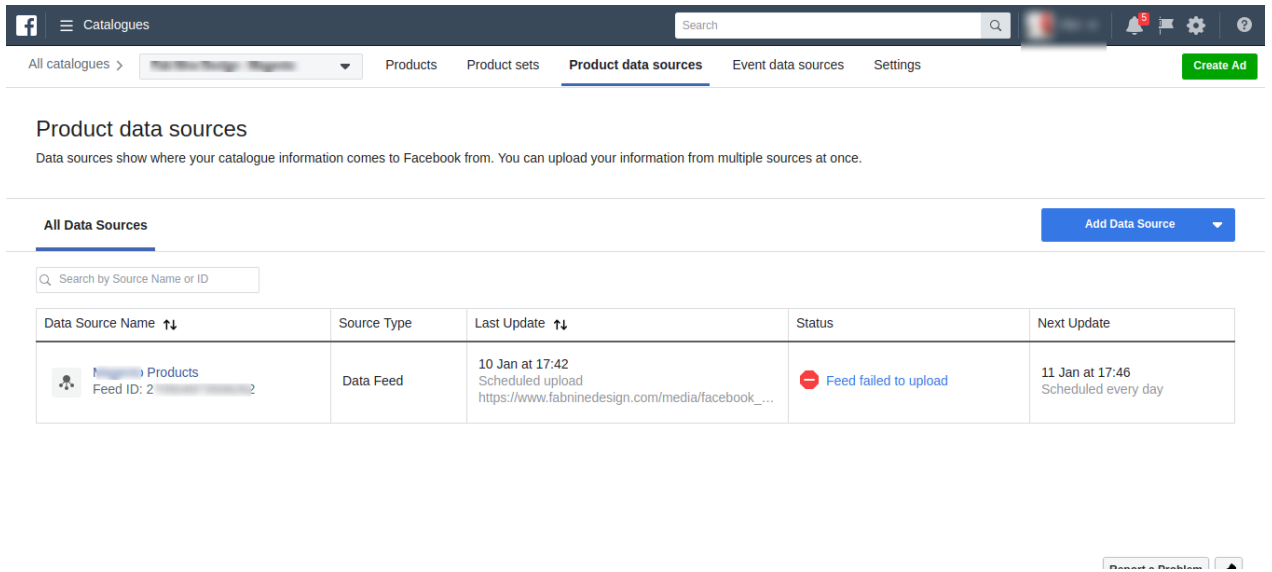 Catalogues
Search
5
All catalogues
Products
Product sets
Product data sources
Event data sources
Settings
Create Ad
Product data sources
Data sources show where your catalogue information comes to Facebook from. You can upload your information from multiple sources at once.
All Data Sources
Add Data Source
Search by Source Name or ID
Data Source Name
Source Type
Last Update
Status
Next Update
Products
Feed ID: 2
Data Feed
10 Jan at 17:42
Scheduled upload
https://www.fabninedesign.com/media/facebook_...
Feed failed to upload
11 Jan at 17:46
Scheduled every day
Report a Problem